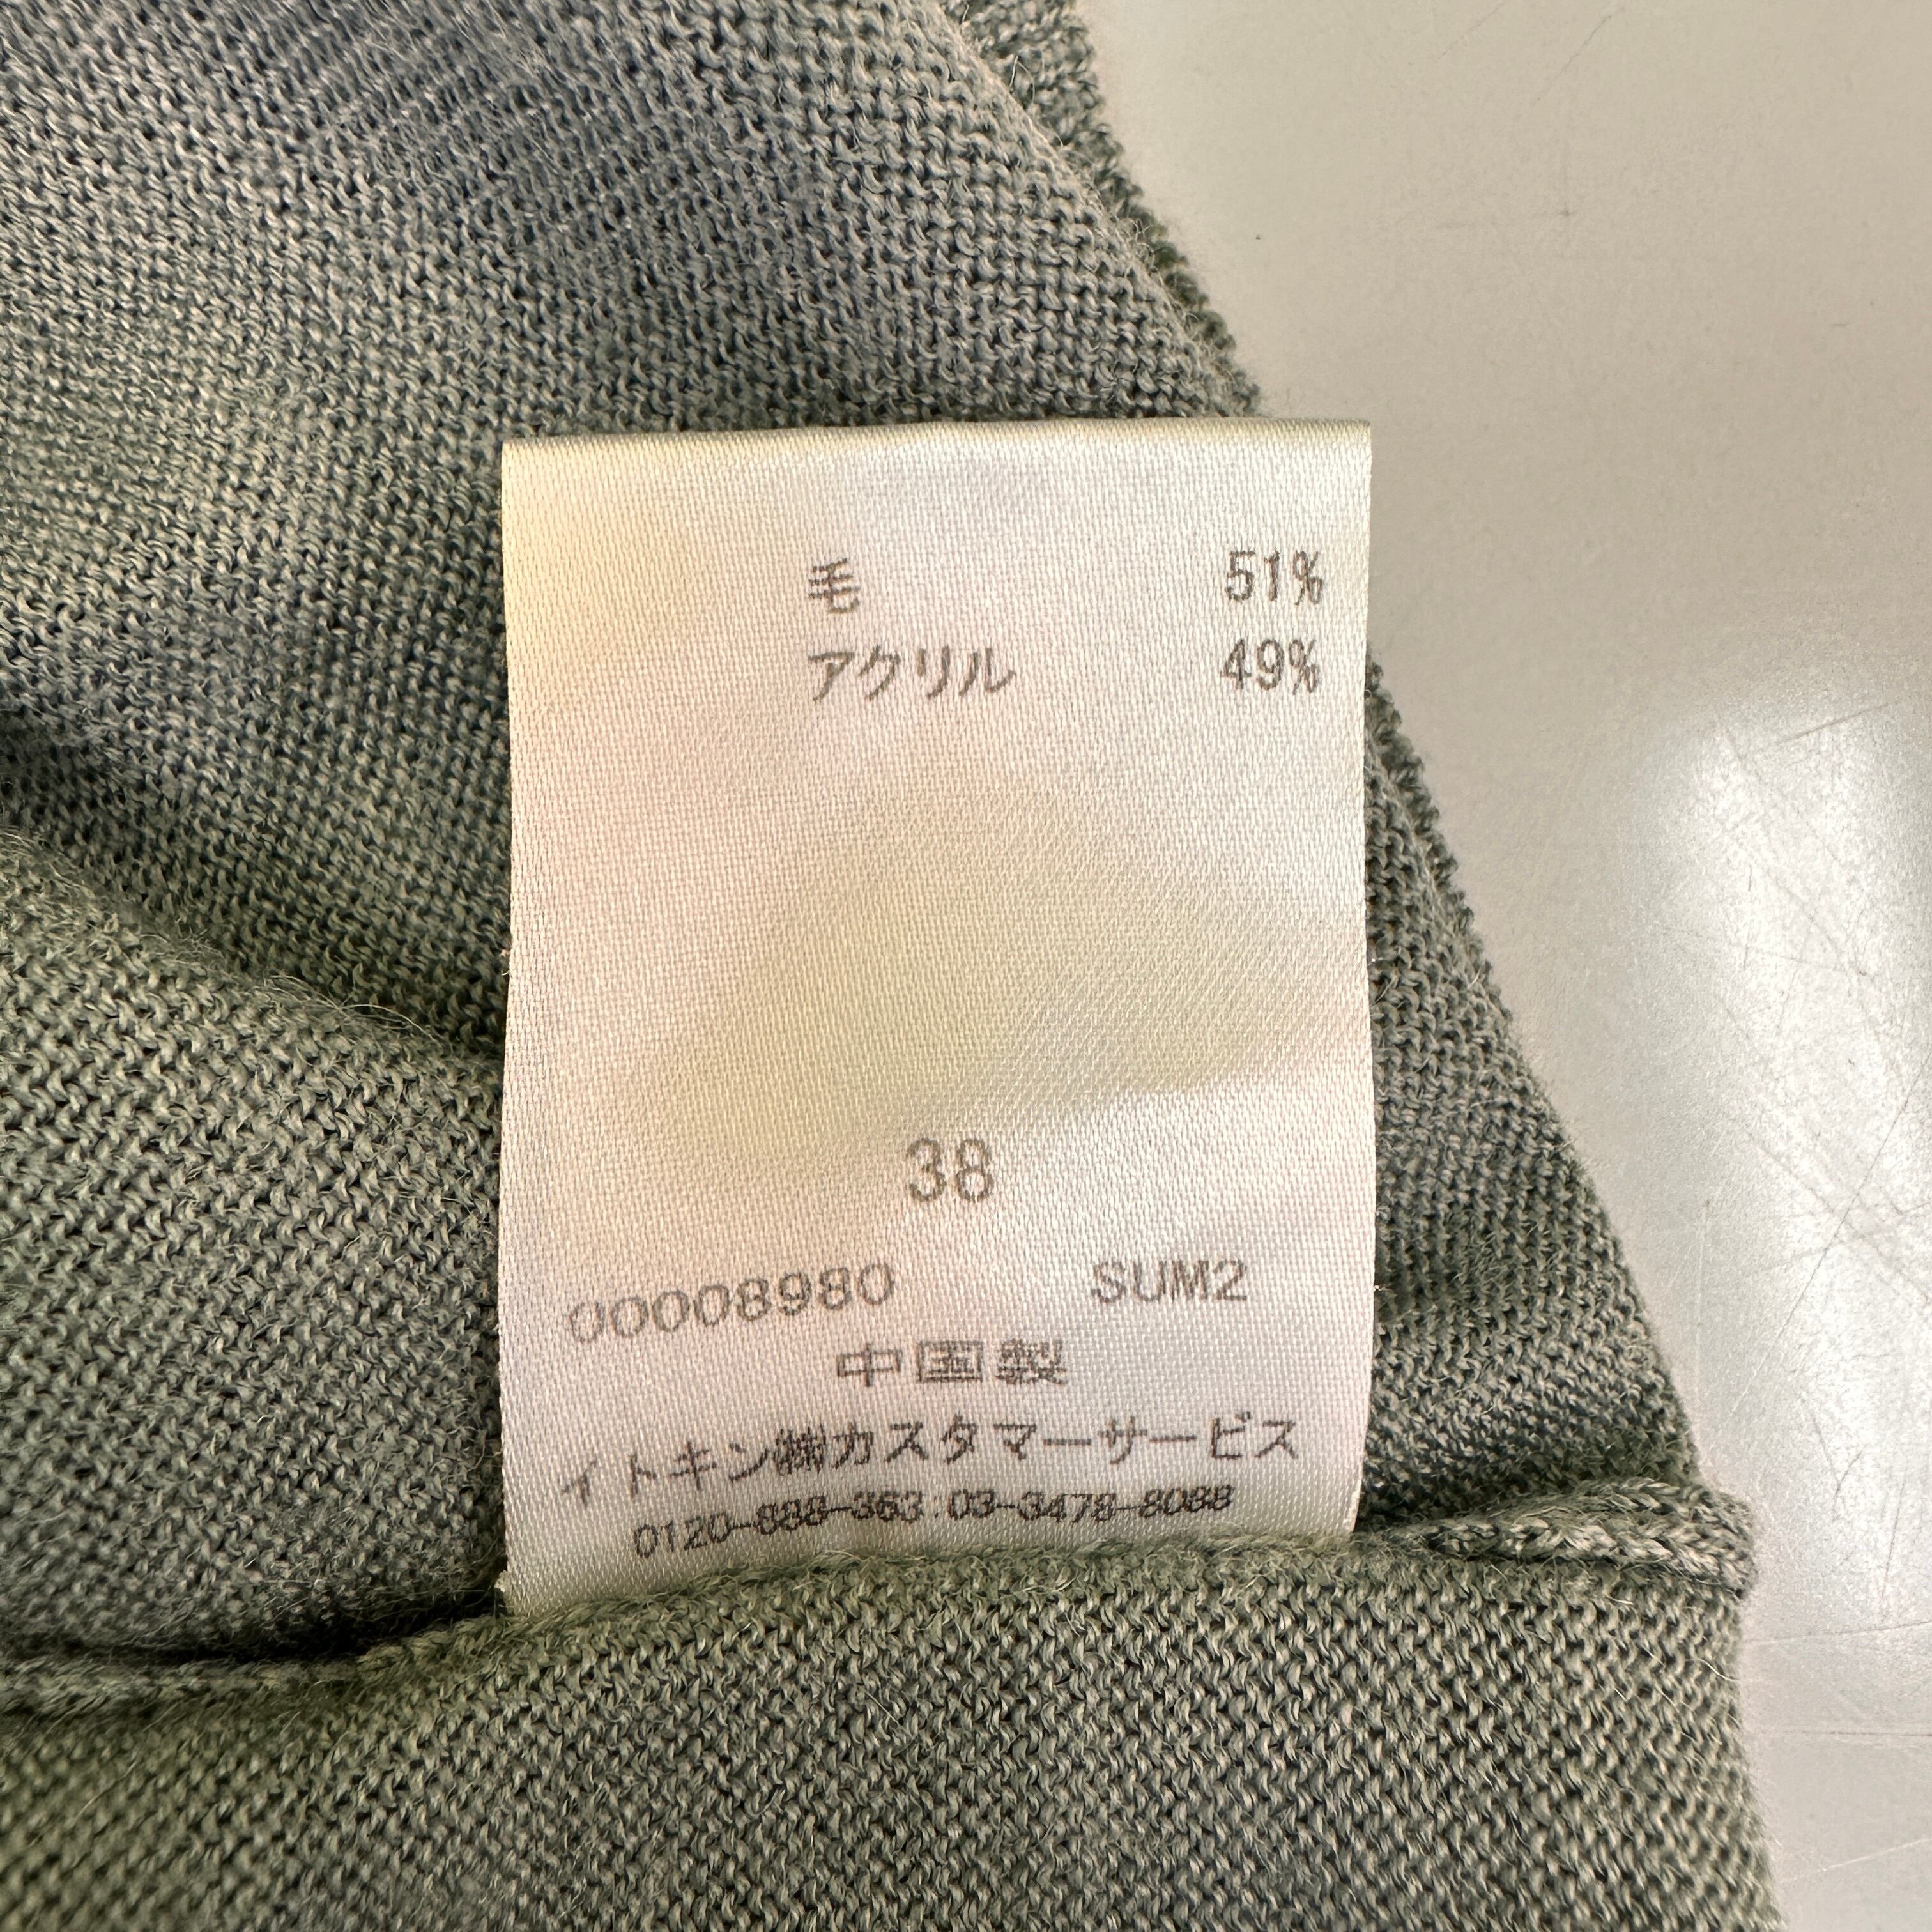 毛 51%
アクリル 49%
38
00008980 SUM2
中国製
イトキン㈱カスタマーサービス
0120-888-363 03-3478-8088